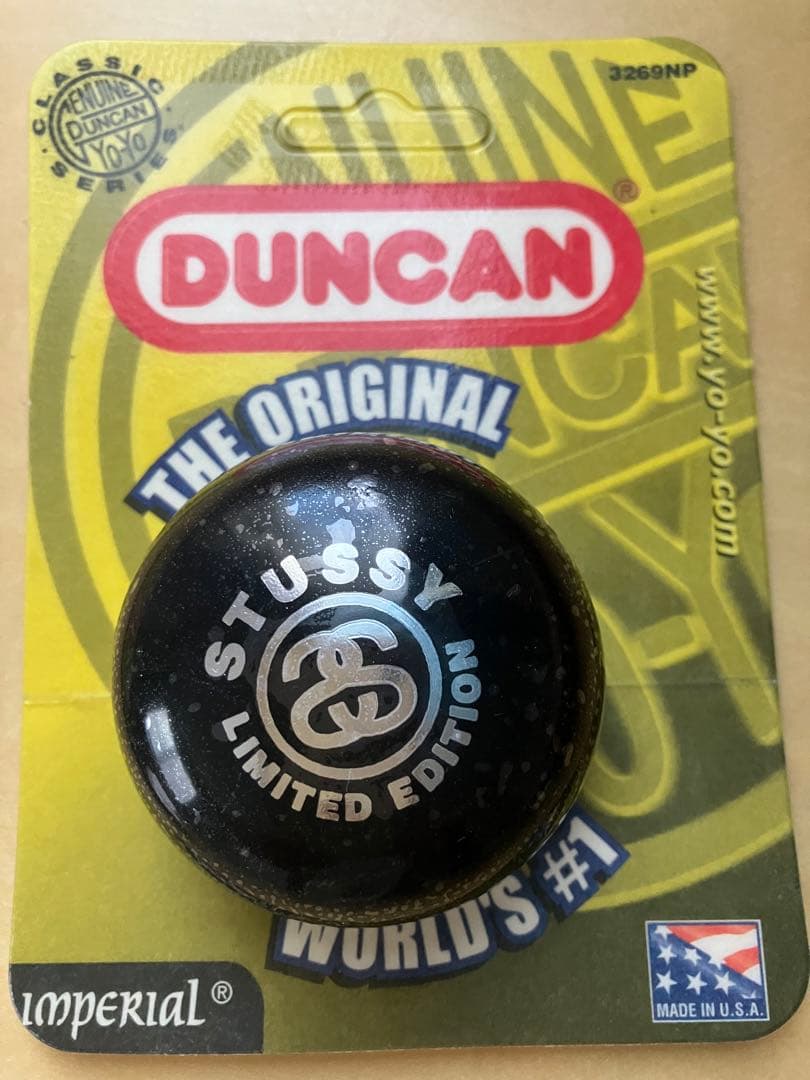 CLASSIC
GENUINE
DUNCAN
YO-YO
SERIES
3269NP
DUNCAN®
www.yo-yo.com
THE ORIGINAL
STUSSY
LIMITED EDITION
WORLD'S #1
IMPERIAL®
MADE IN U.S.A.